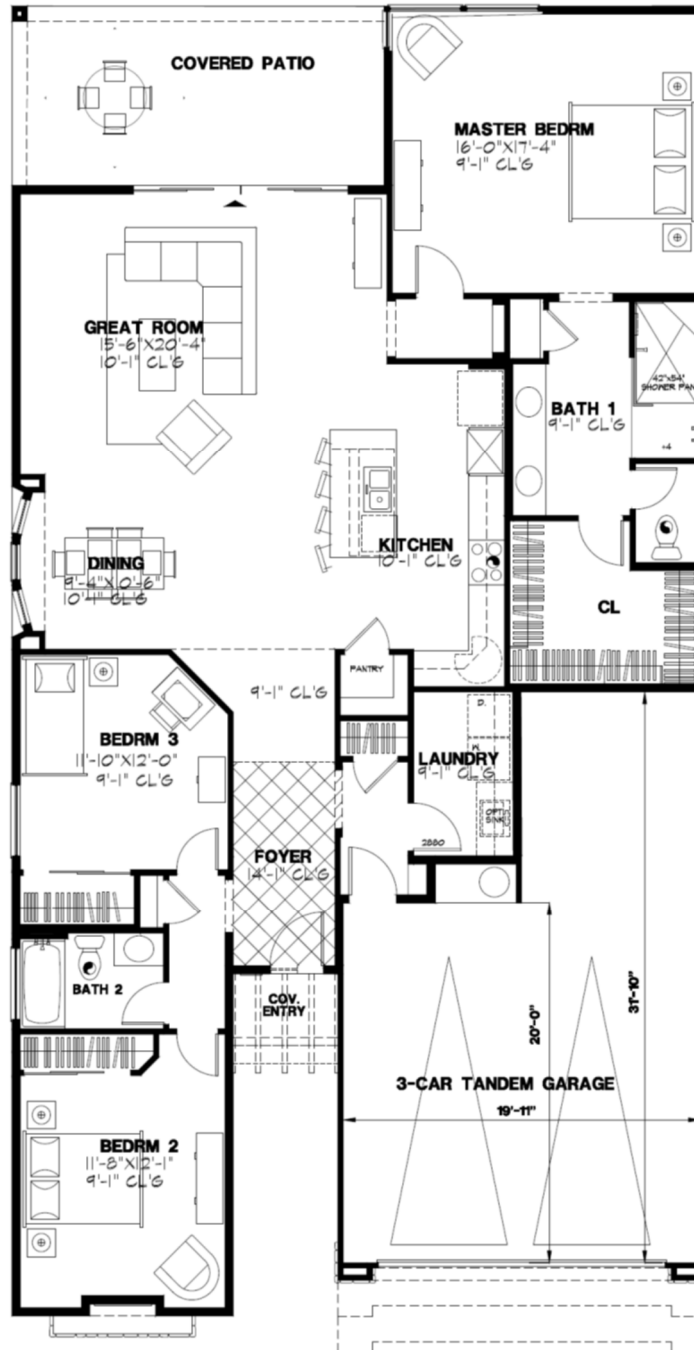 COVERED PATIO
MASTER BEDRM
16'-0"X17'-4"
9'-1" CL'G
GREAT ROOM
15'-6"X20'-4"
10'-1" CL'G
42"x54"
SHOWER PAN
BATH 1
9'-1" CL'G
KITCHEN
10'-1" CL'G
DINING
9'-4"X10'-6"
10'-1" CL'G
CL
PANTRY
9'-1" CL'G
BEDRM 3
11'-10"X12'-0"
9'-1" CL'G
D.
W.
LAUNDRY
9'-1" CL'G
OPT
SINK
2880
FOYER
14'-1" CL'G
BATH 2
COV.
ENTRY
20'-0"
31'-10"
3-CAR TANDEM GARAGE
19'-11"
BEDRM 2
11'-8"X12'-1"
9'-1" CL'G